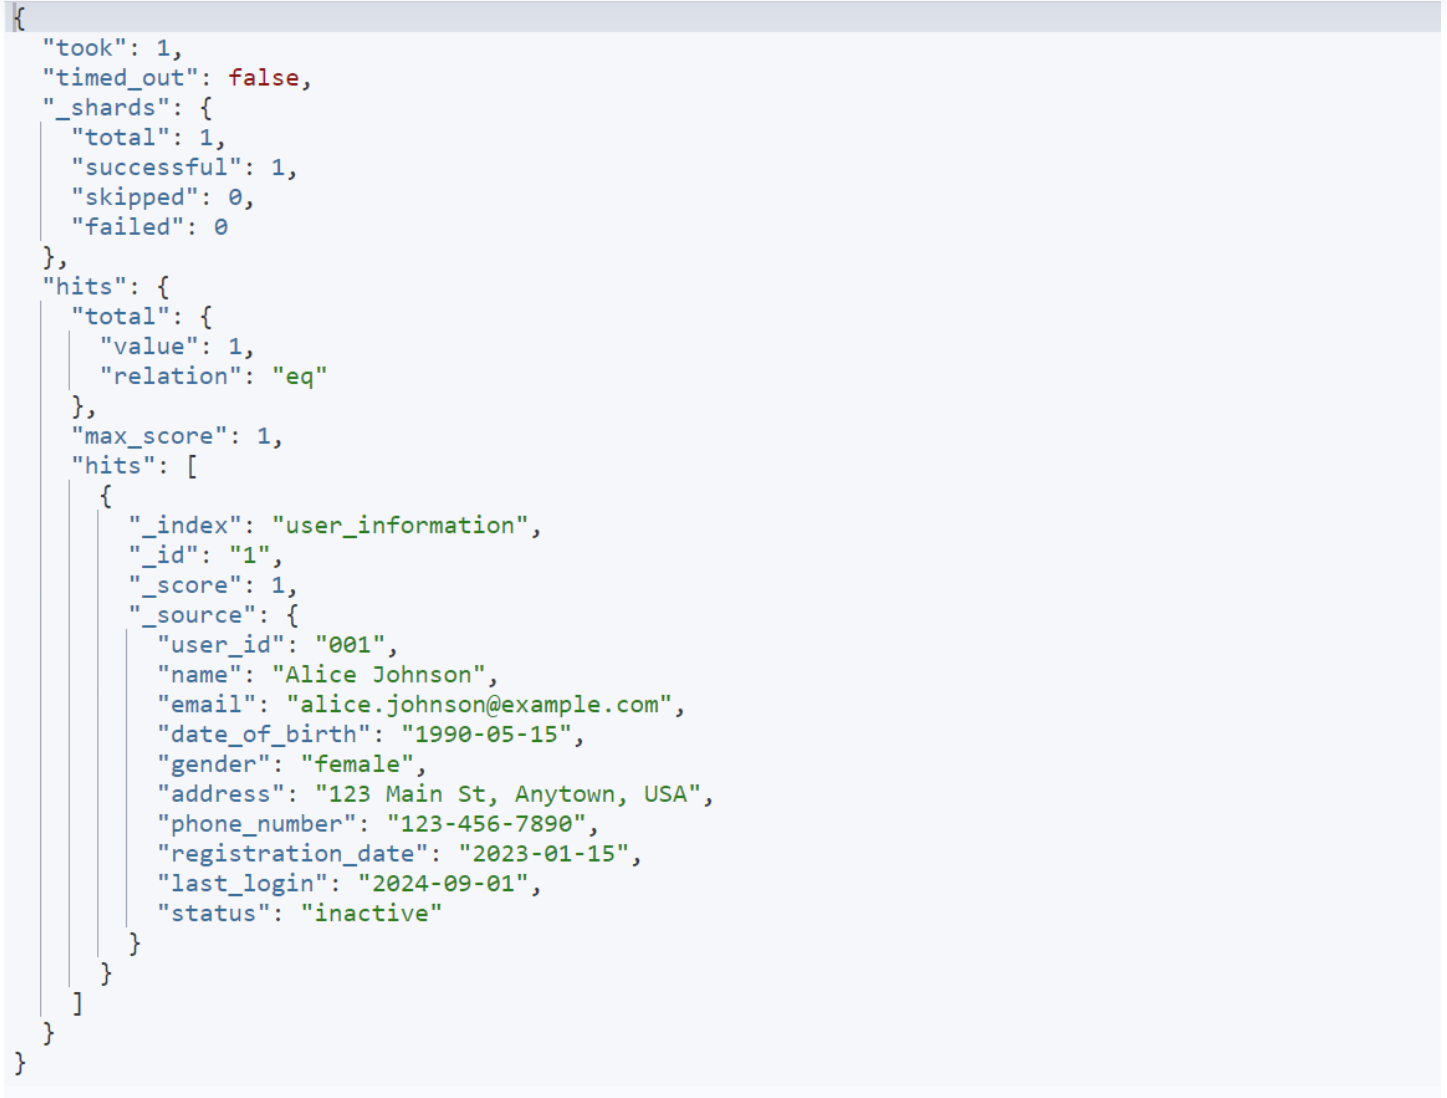 {
  "took": 1,
  "timed_out": false,
  "_shards": {
    "total": 1,
    "successful": 1,
    "skipped": 0,
    "failed": 0
  },
  "hits": {
    "total": {
      "value": 1,
      "relation": "eq"
    },
    "max_score": 1,
    "hits": [
      {
        "_index": "user_information",
        "_id": "1",
        "_score": 1,
        "_source": {
          "user_id": "001",
          "name": "Alice Johnson",
          "email": "alice.johnson@example.com",
          "date_of_birth": "1990-05-15",
          "gender": "female",
          "address": "123 Main St, Anytown, USA",
          "phone_number": "123-456-7890",
          "registration_date": "2023-01-15",
          "last_login": "2024-09-01",
          "status": "inactive"
        }
      }
    ]
  }
}